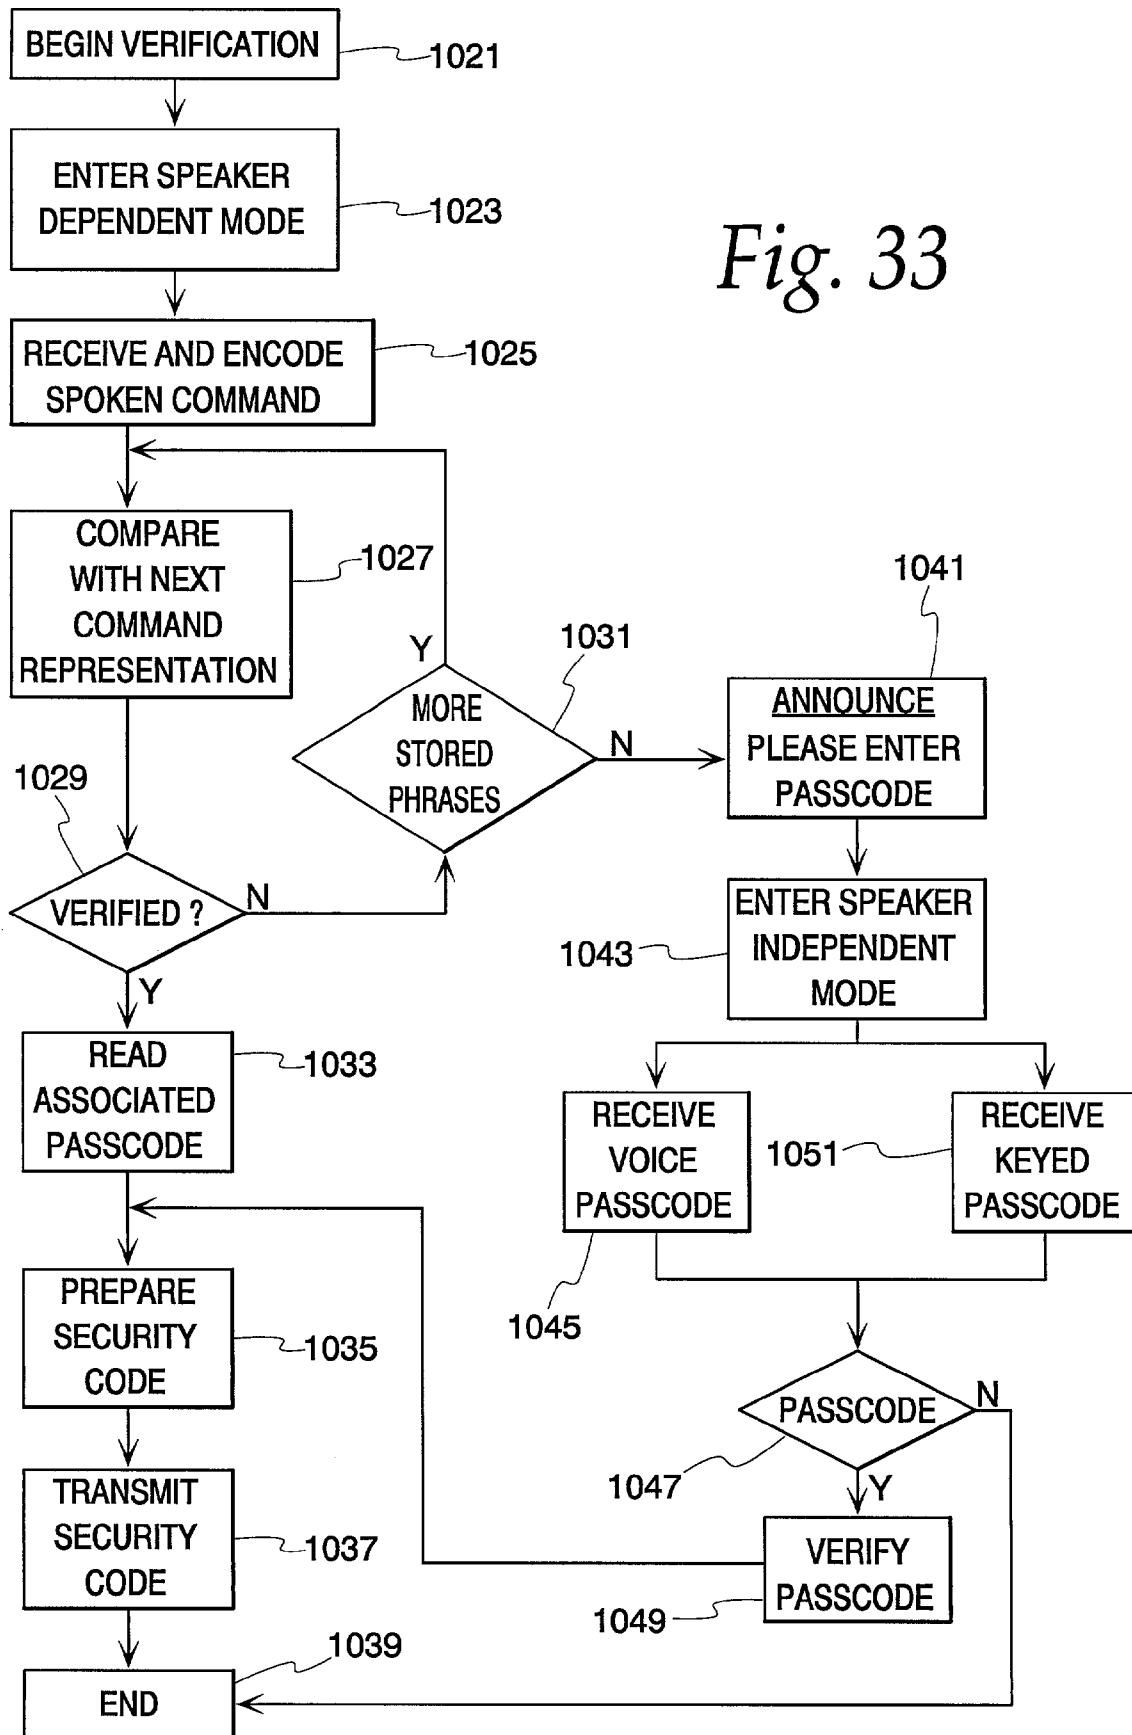 BEGIN VERIFICATION
1021
ENTER SPEAKER
DEPENDENT MODE
1023
Fig. 33
RECEIVE AND ENCODE
SPOKEN COMMAND
1025
COMPARE
WITH NEXT
COMMAND
REPRESENTATION
1027
1029
VERIFIED ?
N
Y
1031
MORE
STORED
PHRASES
Y
N
1041
ANNOUNCE
PLEASE ENTER
PASSCODE
ENTER SPEAKER
INDEPENDENT
MODE
1043
READ
ASSOCIATED
PASSCODE
1033
RECEIVE
VOICE
PASSCODE
1045
RECEIVE
KEYED
PASSCODE
1051
PREPARE
SECURITY
CODE
1035
PASSCODE
N
Y
1047
TRANSMIT
SECURITY
CODE
1037
VERIFY
PASSCODE
1049
END
1039